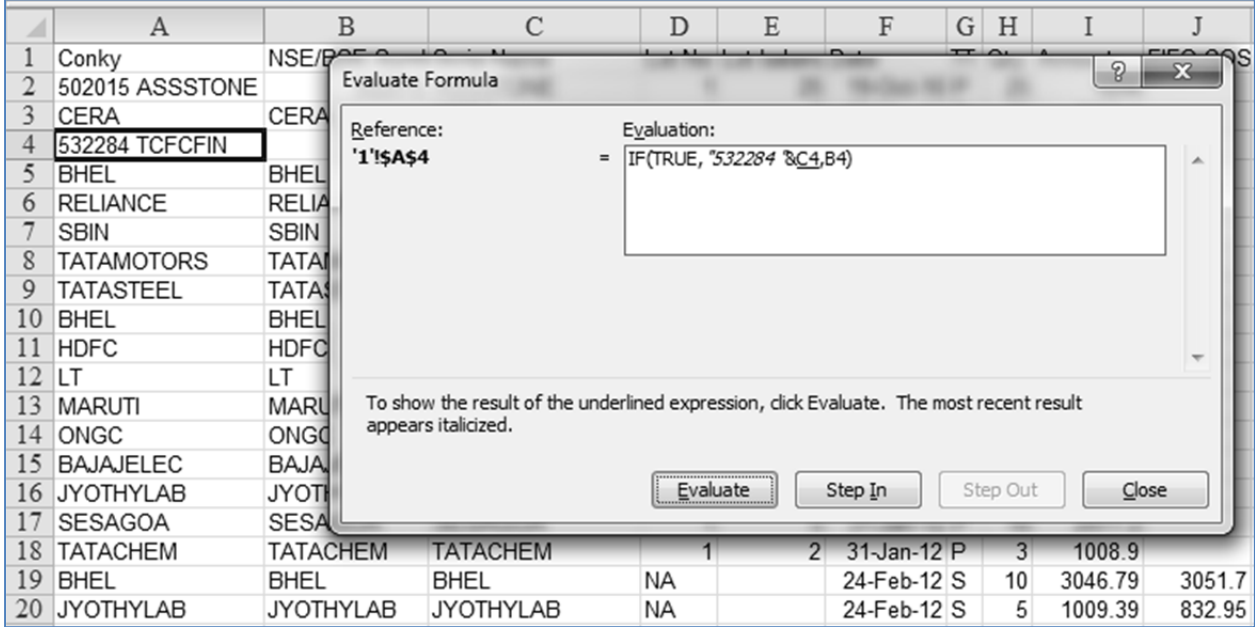 A B C D E F G H I J
1 Conky
2 502015 ASSSTONE
3 CERA CERA
4 532284 TCFCFIN
5 BHEL BHEL
6 RELIANCE
7 SBIN SBIN
8 TATAMOTORS
9 TATASTEEL
10 BHEL BHEL
11 HDFC HDFC
12 LT LT
13 MARUTI
14 ONGC
15 BAJAJELEC
16 JYOTHYLAB
17 SESAGOA
18 TATACHEM TATACHEM TATACHEM 1 2 31-Jan-12 P 3 1008.9
19 BHEL BHEL BHEL NA 24-Feb-12 S 10 3046.79 3051.7
20 JYOTHYLAB JYOTHYLAB JYOTHYLAB NA 24-Feb-12 S 5 1009.39 832.95
Evaluate Formula
Reference: Evaluation:
'1'!$A$4 = IF(TRUE, "532284 "&C4,B4)
To show the result of the underlined expression, click Evaluate. The most recent result
appears italicized.
Evaluate Step In Step Out Close